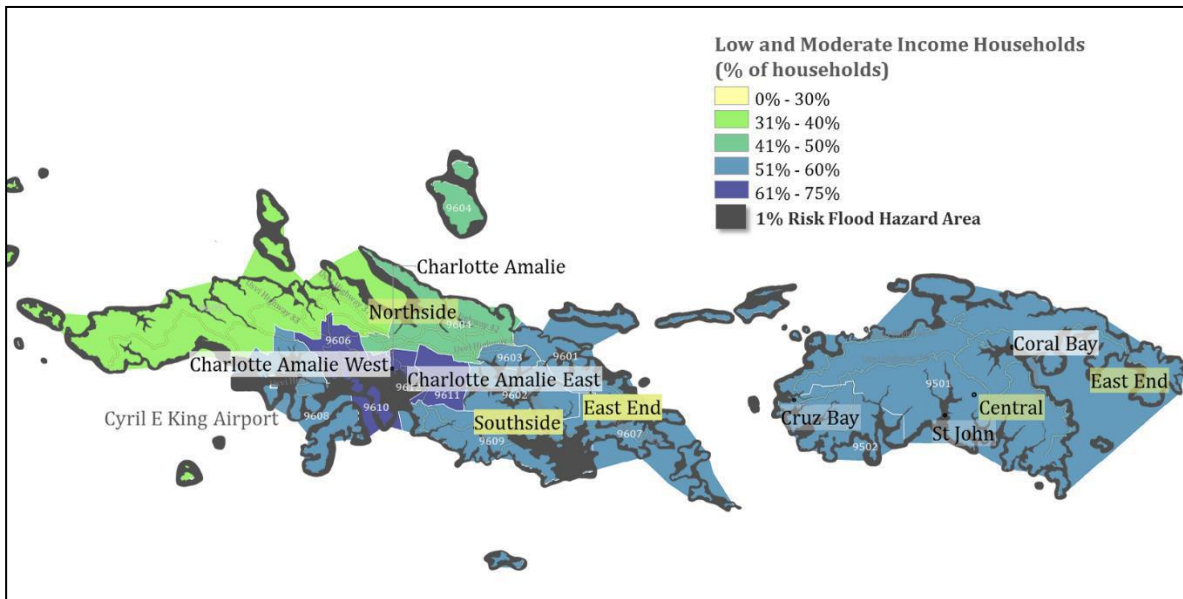 Low and Moderate Income Households
(% of households)
0% - 30%
31% - 40%
41% - 50%
51% - 60%
61% - 75%
1% Risk Flood Hazard Area
9604
Charlotte Amalie
Northside
9604
9606
9603
9601
Charlotte Amalie West
Charlotte Amalie East
9611
9602
Cyril E King Airport
9608
9610
Southside
East End
9607
9609
Coral Bay
9501
East End
Central
Cruz Bay
St John
9502